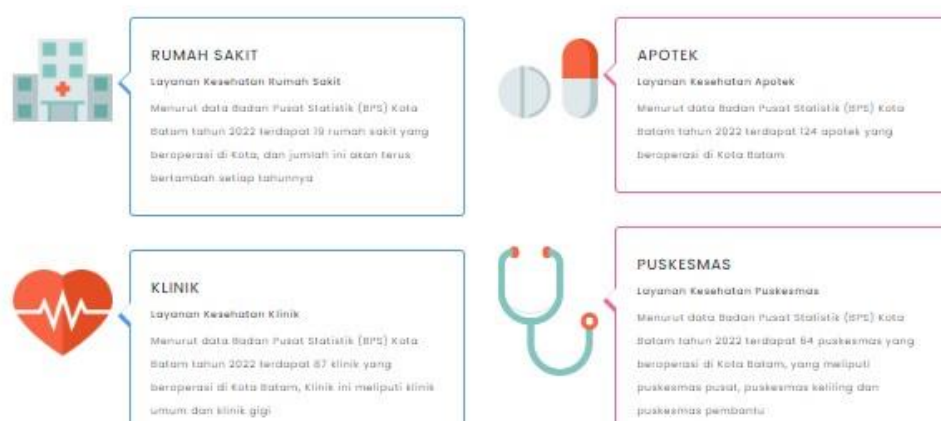 RUMAH SAKIT
Layanan Kesehatan Rumah Sakit
Menurut data Badan Pusat Statistik (BPS) Kota
Batam tahun 2022 terdapat 19 rumah sakit yang
beroperasi di Kota, dan jumlah ini akan terus
bertambah setiap tahunnya
APOTEK
Layanan Kesehatan Apotek
Menurut data Badan Pusat Statistik (BPS) Kota
Batam tahun 2022 terdapat 124 apotek yang
beroperasi di Kota Batam
KLINIK
Layanan Kesehatan Klinik
Menurut data Badan Pusat Statistik (BPS) Kota
Batam tahun 2022 terdapat 87 klinik yang
beroperasi di Kota Batam, Klinik ini meliputi klinik
umum dan klinik gigi
PUSKESMAS
Layanan Kesehatan Puskesmas
Menurut data Badan Pusat Statistik (BPS) Kota
Batam tahun 2022 terdapat 64 puskesmas yang
beroperasi di Kota Batam, yang meliputi
puskesmas pusat, puskesmas keliling dan
puskesmas pembantu